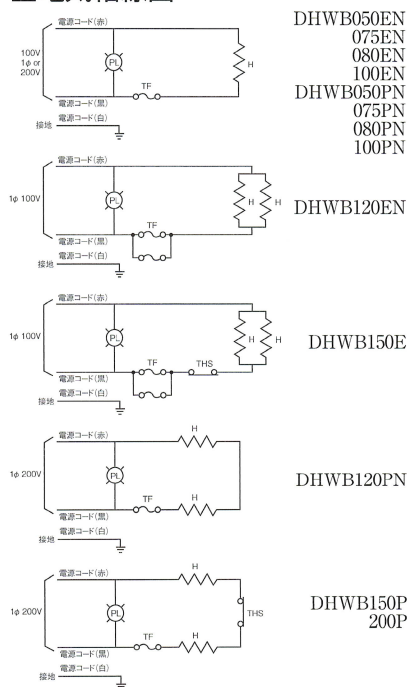 電源コード(赤)
100V
1φ or
200V
PL
H
TF
電源コード(黒)
電源コード(白)
接地
DHWB050EN
075EN
080EN
100EN
DHWB050PN
075PN
080PN
100PN
電源コード(赤)
1φ 100V
PL
H
H
TF
電源コード(黒)
電源コード(白)
接地
DHWB120EN
電源コード(赤)
1φ 100V
PL
H
H
TF
THS
電源コード(黒)
電源コード(白)
接地
DHWB150E
H
電源コード(赤)
1φ 200V
PL
TF
H
電源コード(黒)
電源コード(白)
接地
DHWB120PN
H
電源コード(赤)
1φ 200V
PL
THS
TF
H
電源コード(黒)
電源コード(白)
接地
DHWB150P
200P